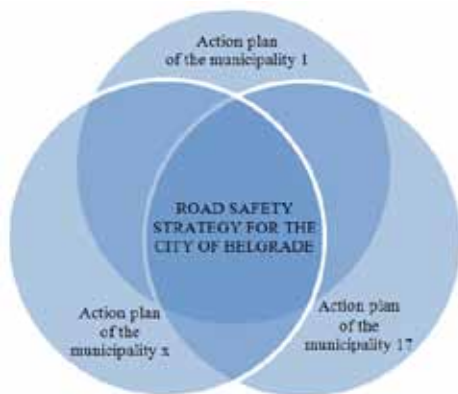 Action plan
of the municipality 1
ROAD SAFETY
STRATEGY FOR THE
CITY OF BELGRADE
Action plan
of the
municipality x
Action plan
of the
municipality 17